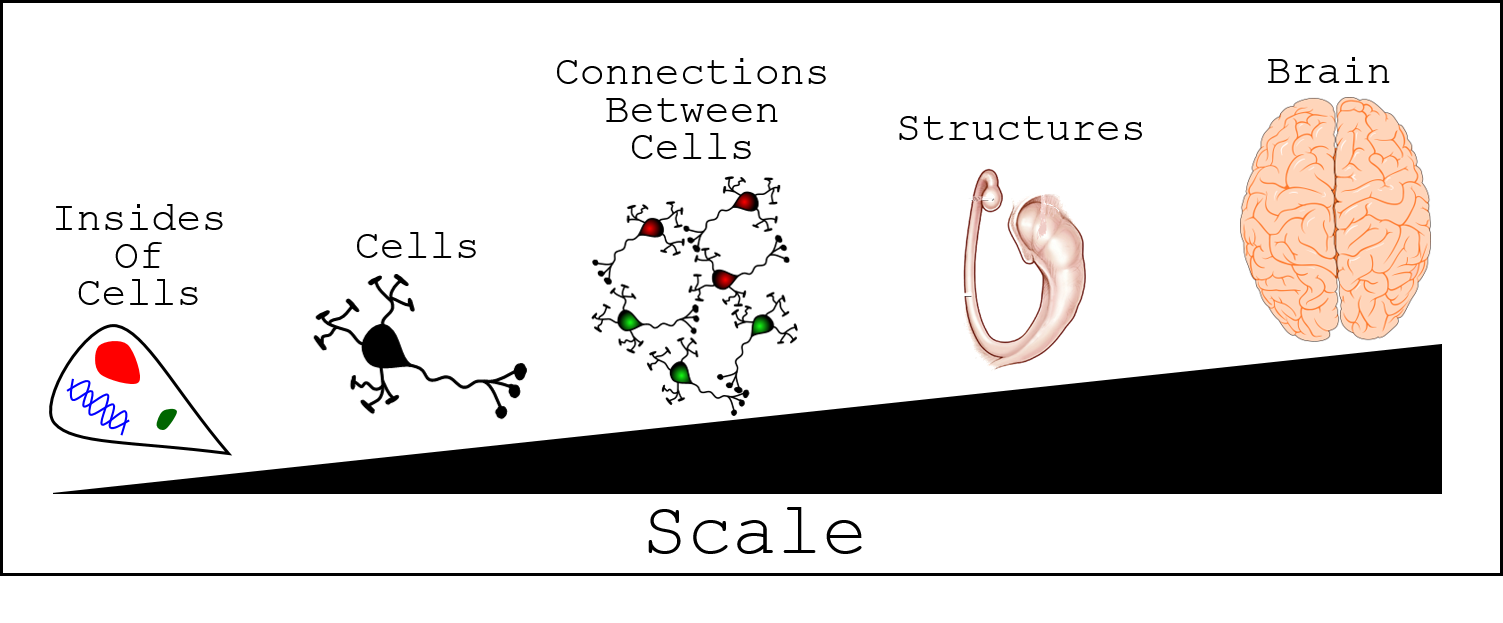 Insides
Of
Cells
Cells
Connections
Between
Cells
Structures
Brain
Scale